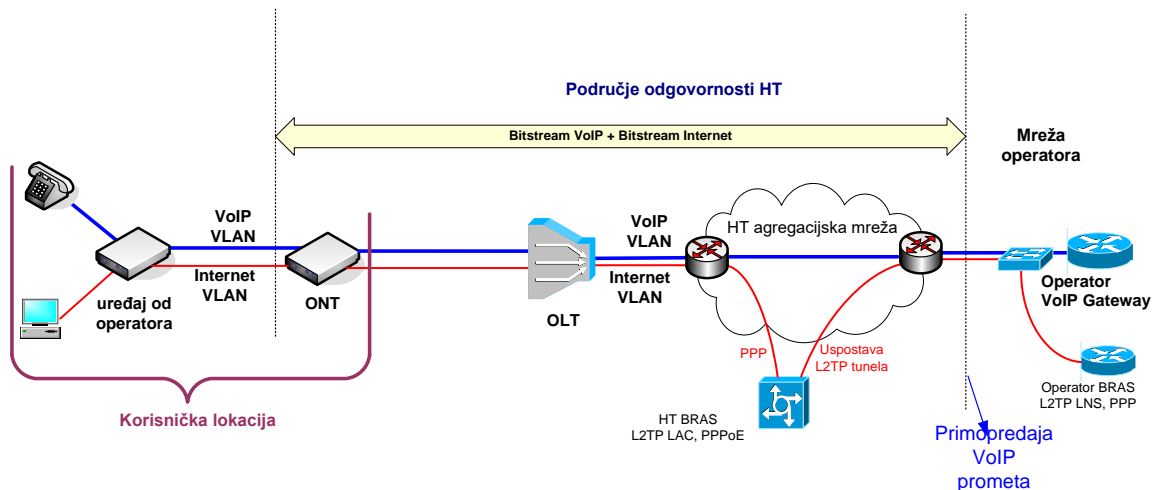 Područje odgovornosti HT
Bitstream VoIP + Bitstream Internet
Mreža
operatora
VoIP
VLAN
Internet
VLAN
uređaj od
operatora
ONT
OLT
VoIP
VLAN
Internet
VLAN
HT agregacijska mreža
PPP
Uspostava
L2TP tunela
HT BRAS
L2TP LAC, PPPoE
Operator
VoIP Gateway
Operator BRAS
L2TP LNS, PPP
Korisnička lokacija
Primopredaja
VoIP
prometa